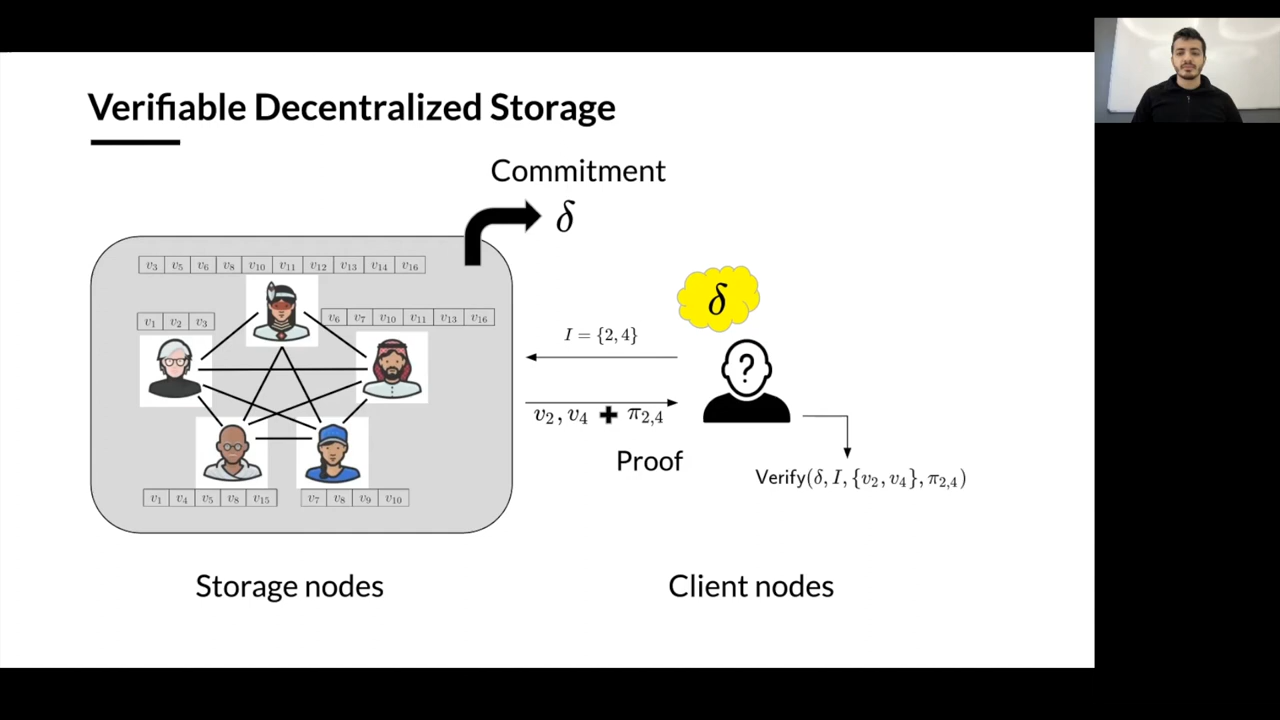 Verifiable Decentralized Storage
Commitment
δ
v3 v5 v6 v8 v10 v11 v12 v13 v14 v16
v6 v7 v10 v11 v13 v16
v1 v2 v3
δ
I = {2, 4}
?
v2, v4 + π2,4
Proof
Verify(δ, I, {v2, v4}, π2,4)
v1 v4 v5 v8 v15
v7 v8 v9 v10
Storage nodes
Client nodes